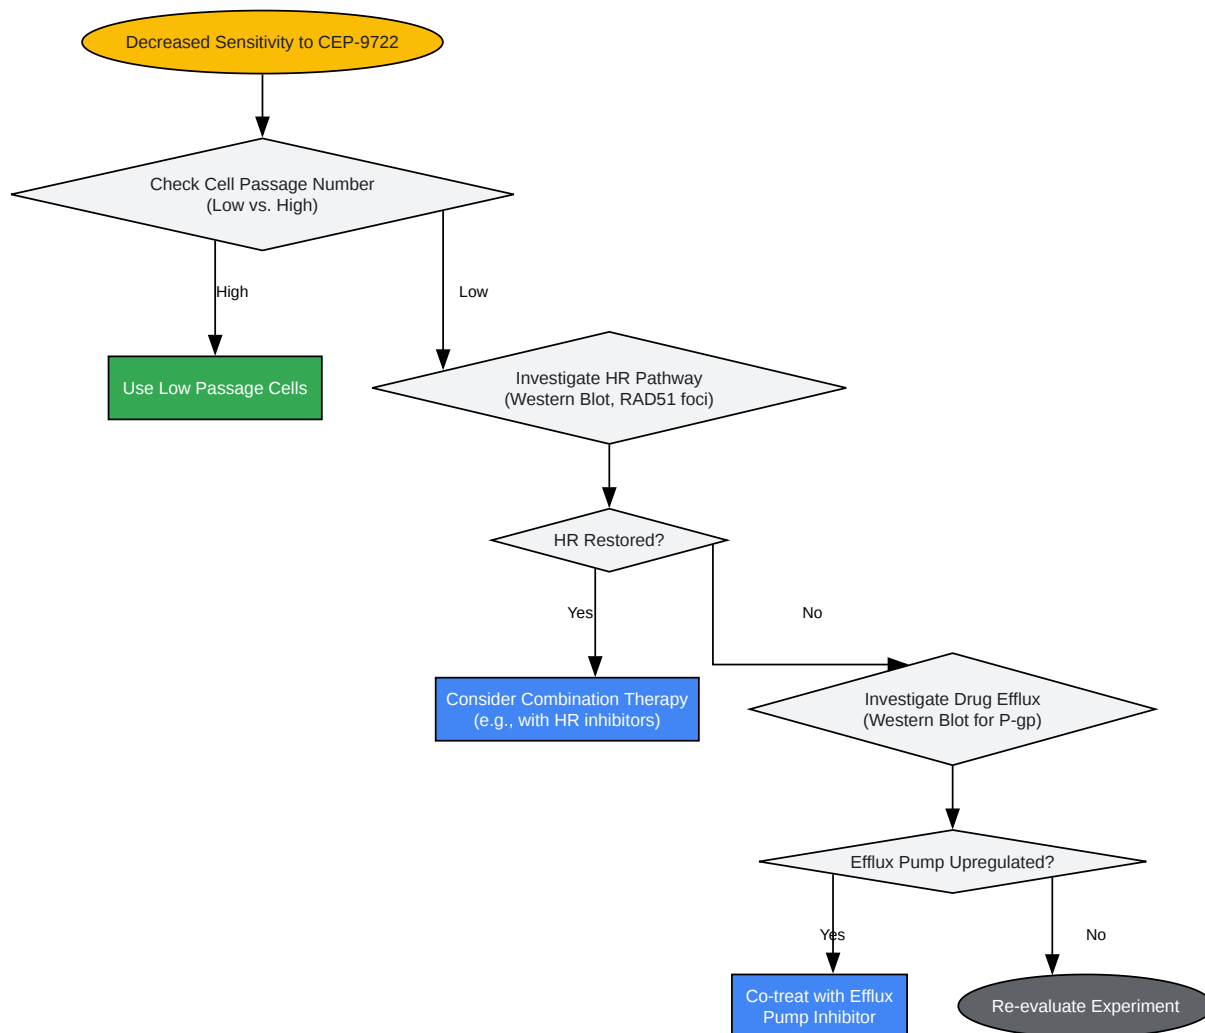 Decreased Sensitivity to CEP-9722
Check Cell Passage Number
(Low vs. High)
High
Low
Use Low Passage Cells
Investigate HR Pathway
(Western Blot, RAD51 foci)
HR Restored?
Yes
No
Consider Combination Therapy
(e.g., with HR inhibitors)
Investigate Drug Efflux
(Western Blot for P-gp)
Efflux Pump Upregulated?
Yes
No
Co-treat with Efflux
Pump Inhibitor
Re-evaluate Experiment